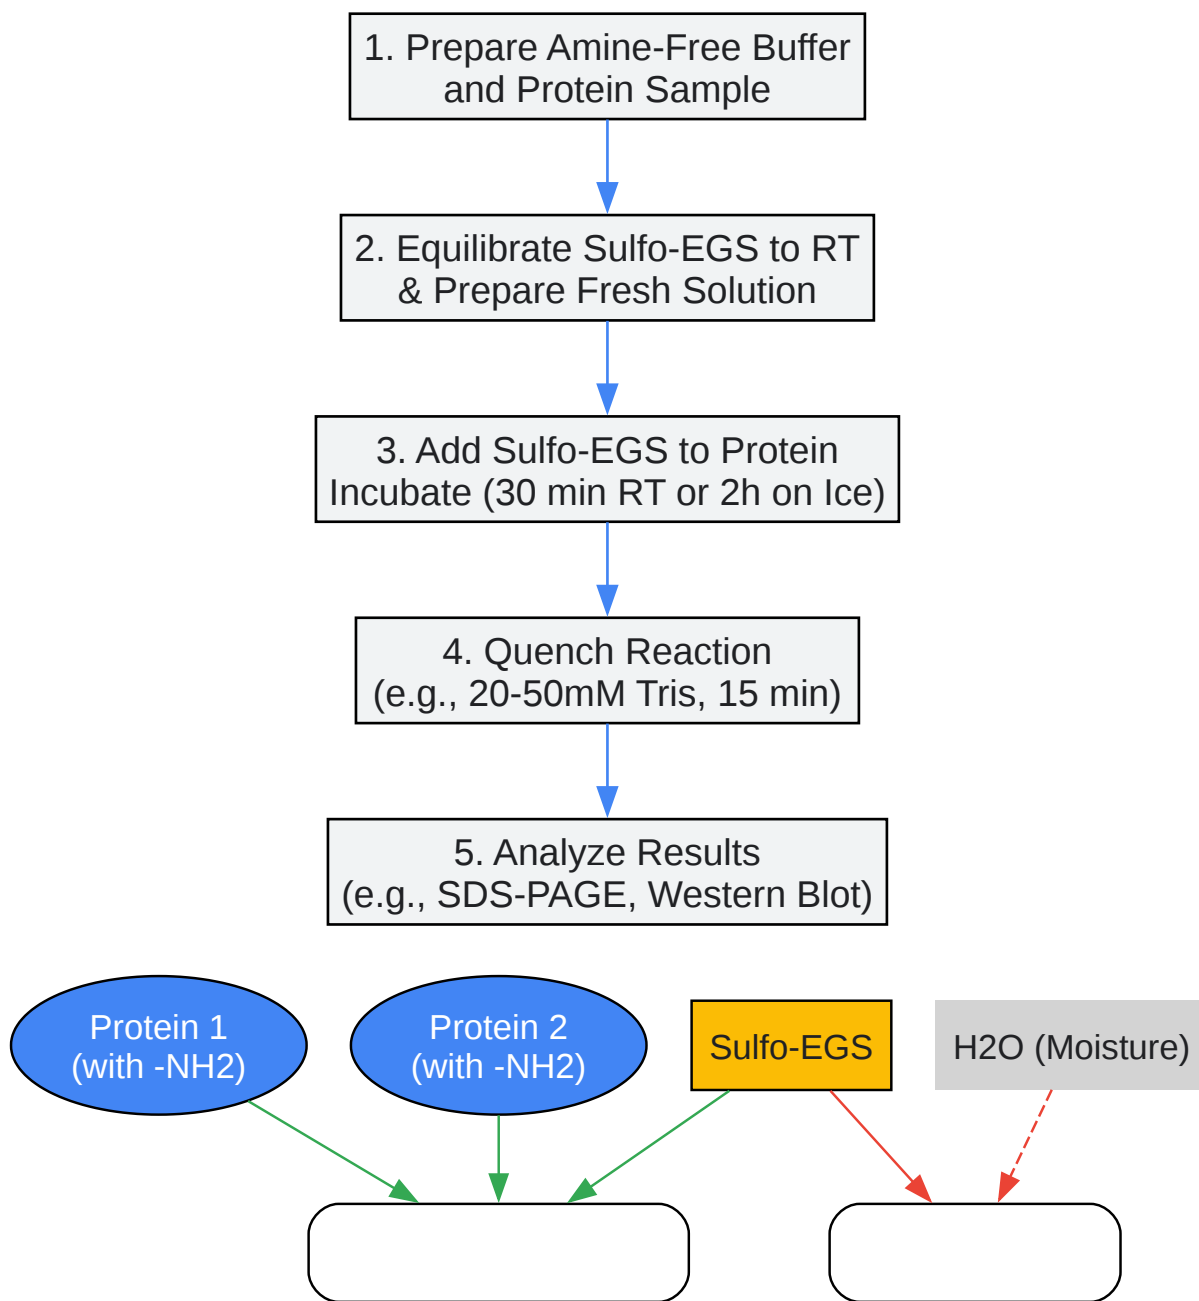 1. Prepare Amine-Free Buffer
and Protein Sample
2. Equilibrate Sulfo-EGS to RT
& Prepare Fresh Solution
3. Add Sulfo-EGS to Protein
Incubate (30 min RT or 2h on Ice)
4. Quench Reaction
(e.g., 20-50mM Tris, 15 min)
5. Analyze Results
(e.g., SDS-PAGE, Western Blot)
Protein 1
(with -NH2)
Protein 2
(with -NH2)
Sulfo-EGS
H2O (Moisture)